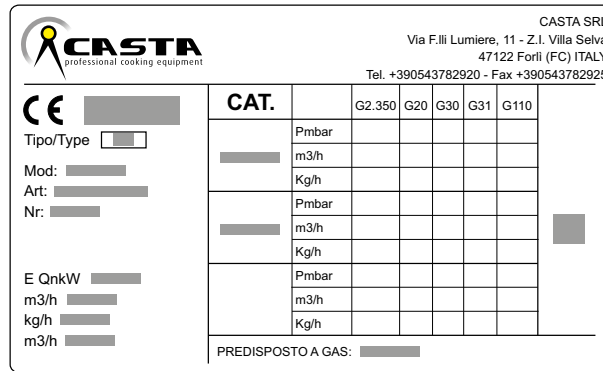 CASTA
professional cooking equipment
CASTA SRL
Via F.lli Lumiere, 11 - Z.I. Villa Selva
47122 Forlì (FC) ITALY
Tel. +390543782920 - Fax +390543782925
CE
Tipo/Type
Mod:
Art:
Nr:
E QnkW
m3/h
kg/h
m3/h
CAT. G2.350 G20 G30 G31 G110
Pmbar
m3/h
Kg/h
Pmbar
m3/h
Kg/h
Pmbar
m3/h
Kg/h
PREDISPOSTO A GAS: